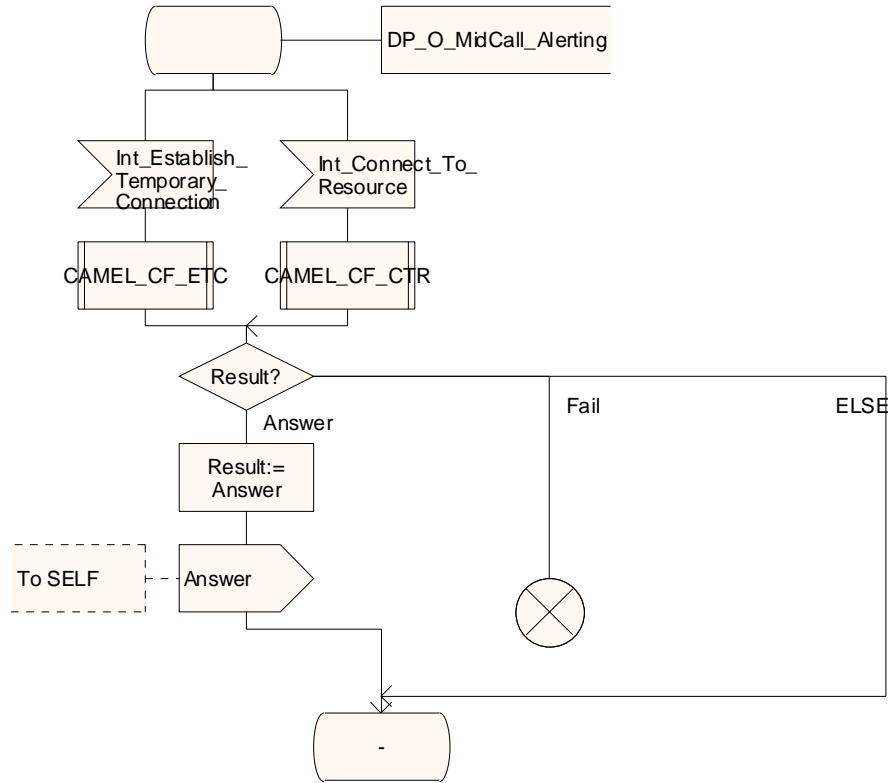 DP_O_MidCall_Alerting
Int_Establish_
Temporary_
Connection
Int_Connect_To_
Resource
CAMEL_CF_ETC
CAMEL_CF_CTR
Result?
Fail
ELSE
Answer
Result:=
Answer
To SELF
Answer
-